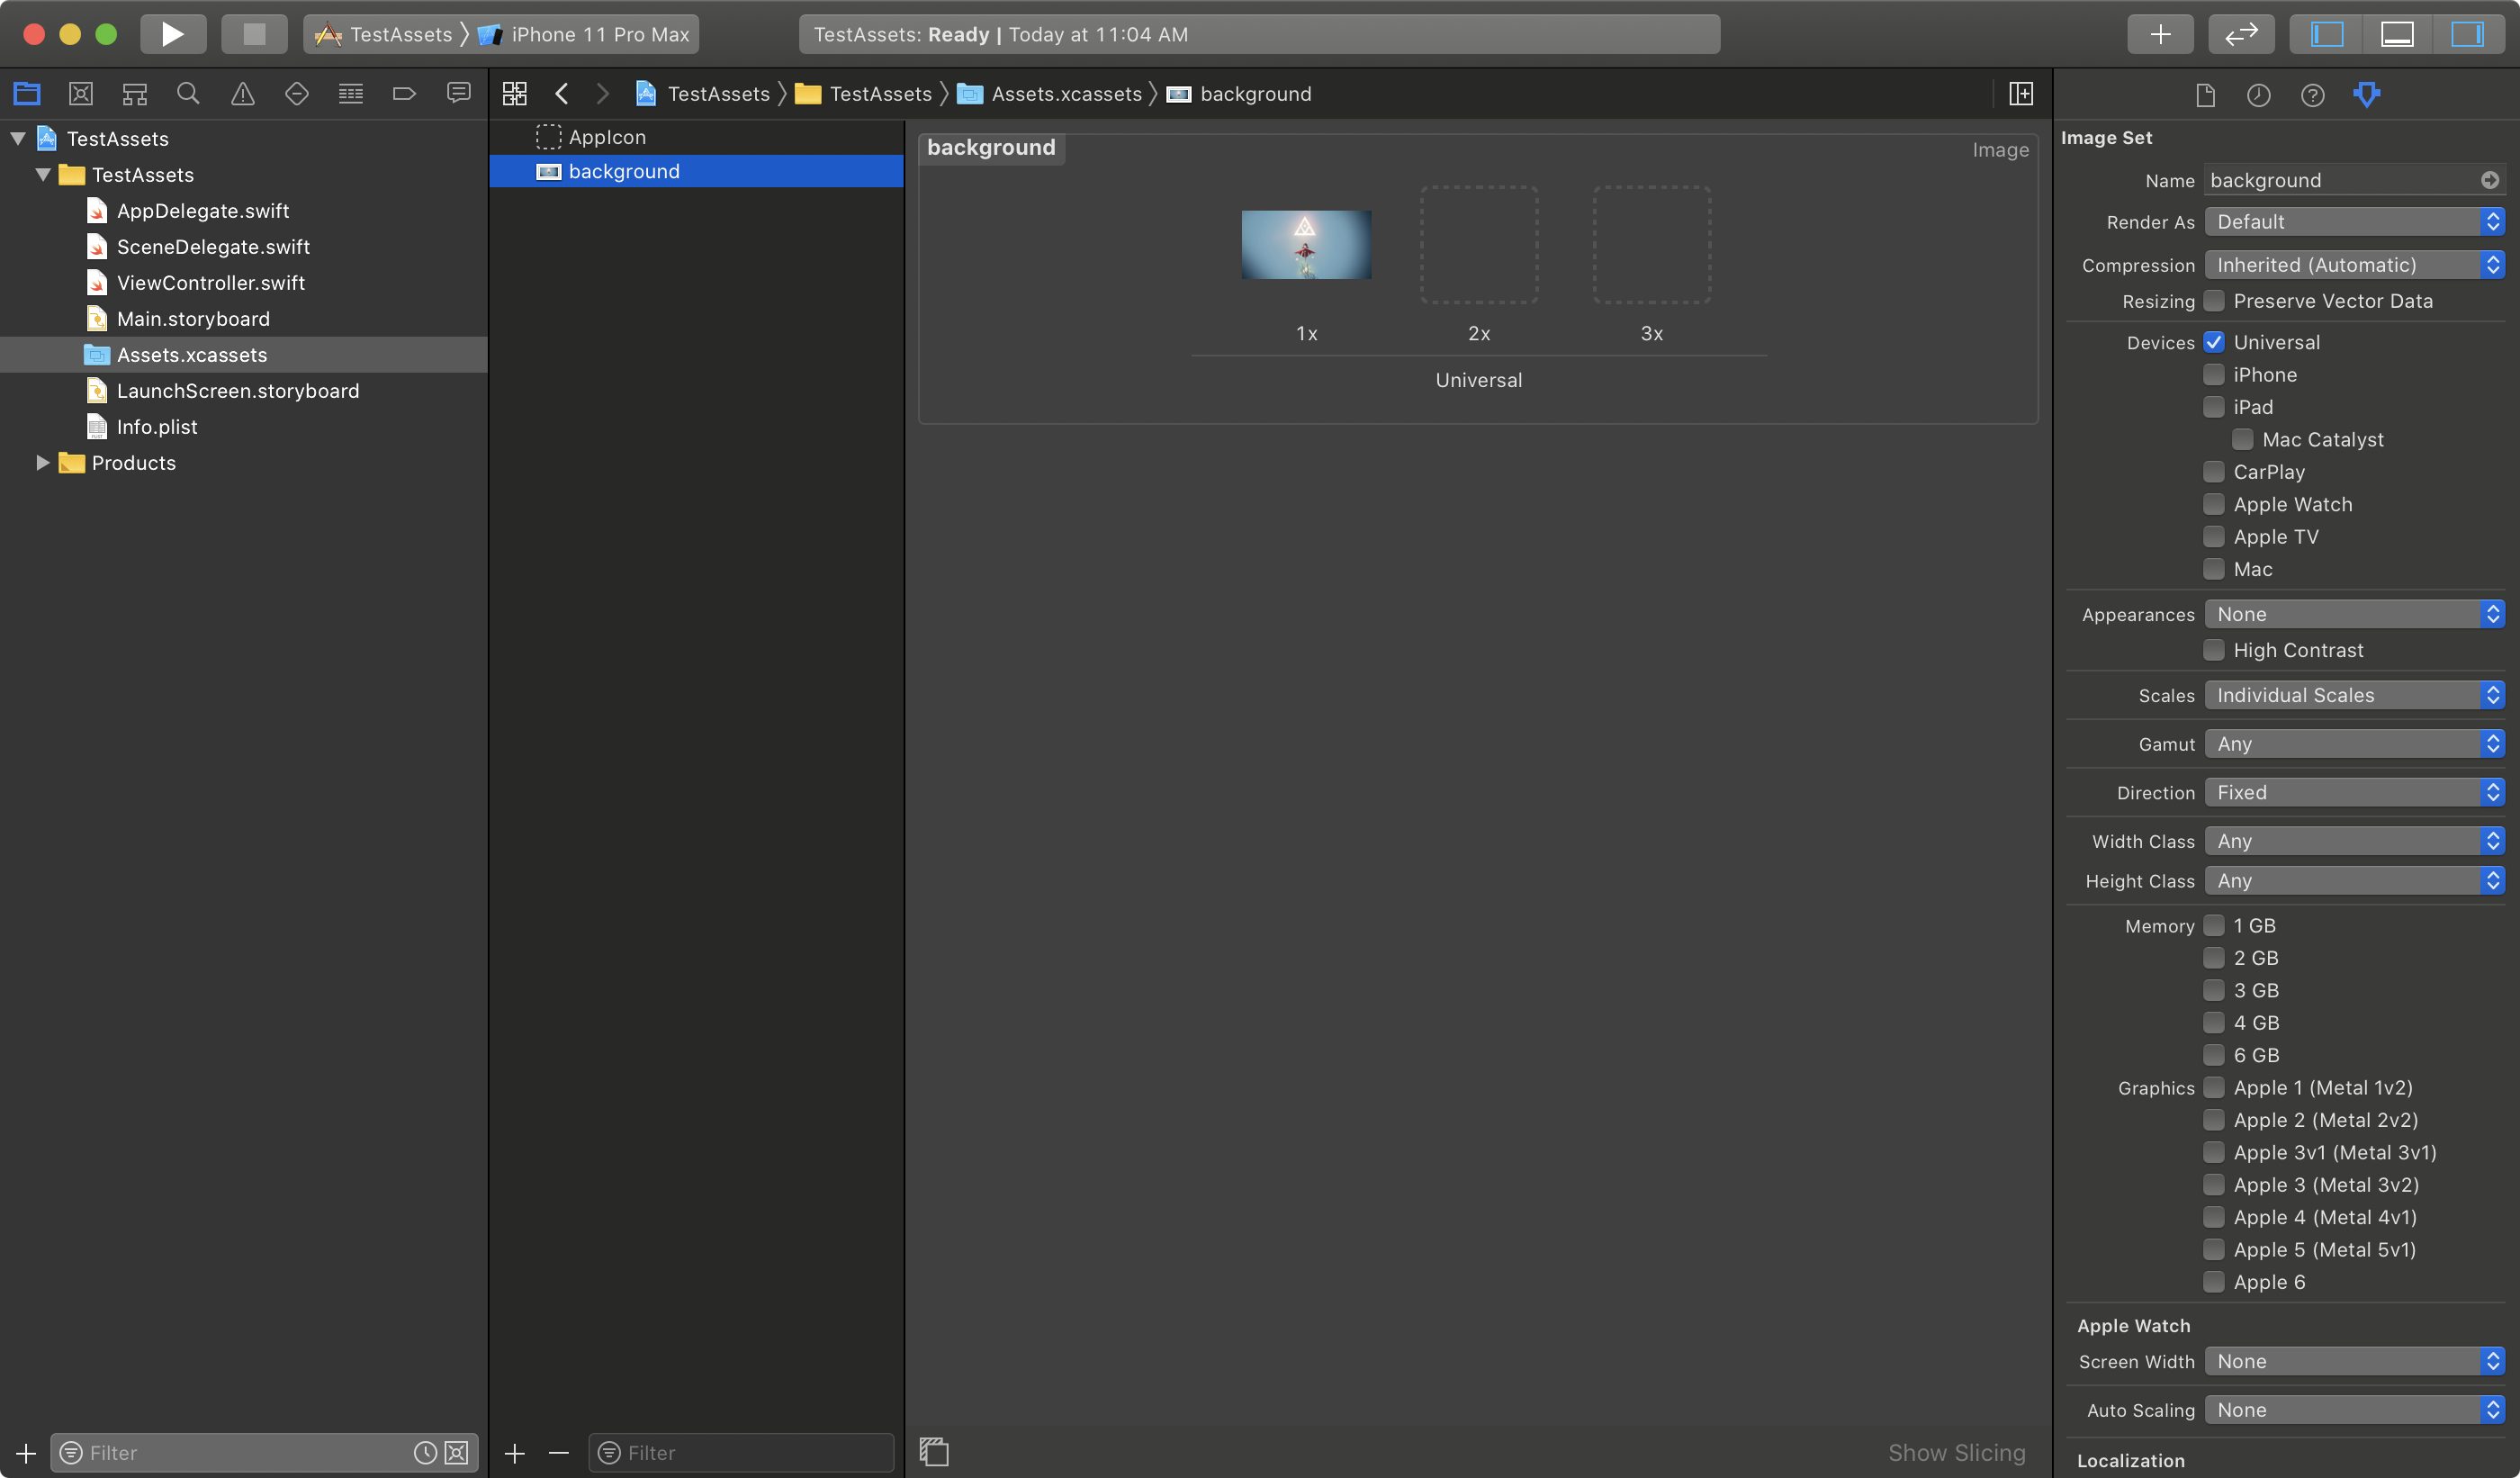 TestAssets 〉 iPhone 11 Pro Max
TestAssets: Ready | Today at 11:04 AM
TestAssets 〉 TestAssets 〉 Assets.xcassets 〉 background
TestAssets
TestAssets
AppDelegate.swift
SceneDelegate.swift
ViewController.swift
Main.storyboard
Assets.xcassets
LaunchScreen.storyboard
Info.plist
Products
Filter
AppIcon
background
Filter
background
Image
1x 2x 3x
Universal
Show Slicing
Image Set
Name background
Render As Default
Compression Inherited (Automatic)
Resizing Preserve Vector Data
Devices Universal
iPhone
iPad
Mac Catalyst
CarPlay
Apple Watch
Apple TV
Mac
Appearances None
High Contrast
Scales Individual Scales
Gamut Any
Direction Fixed
Width Class Any
Height Class Any
Memory 1 GB
2 GB
3 GB
4 GB
6 GB
Graphics Apple 1 (Metal 1v2)
Apple 2 (Metal 2v2)
Apple 3v1 (Metal 3v1)
Apple 3 (Metal 3v2)
Apple 4 (Metal 4v1)
Apple 5 (Metal 5v1)
Apple 6
Apple Watch
Screen Width None
Auto Scaling None
Localization